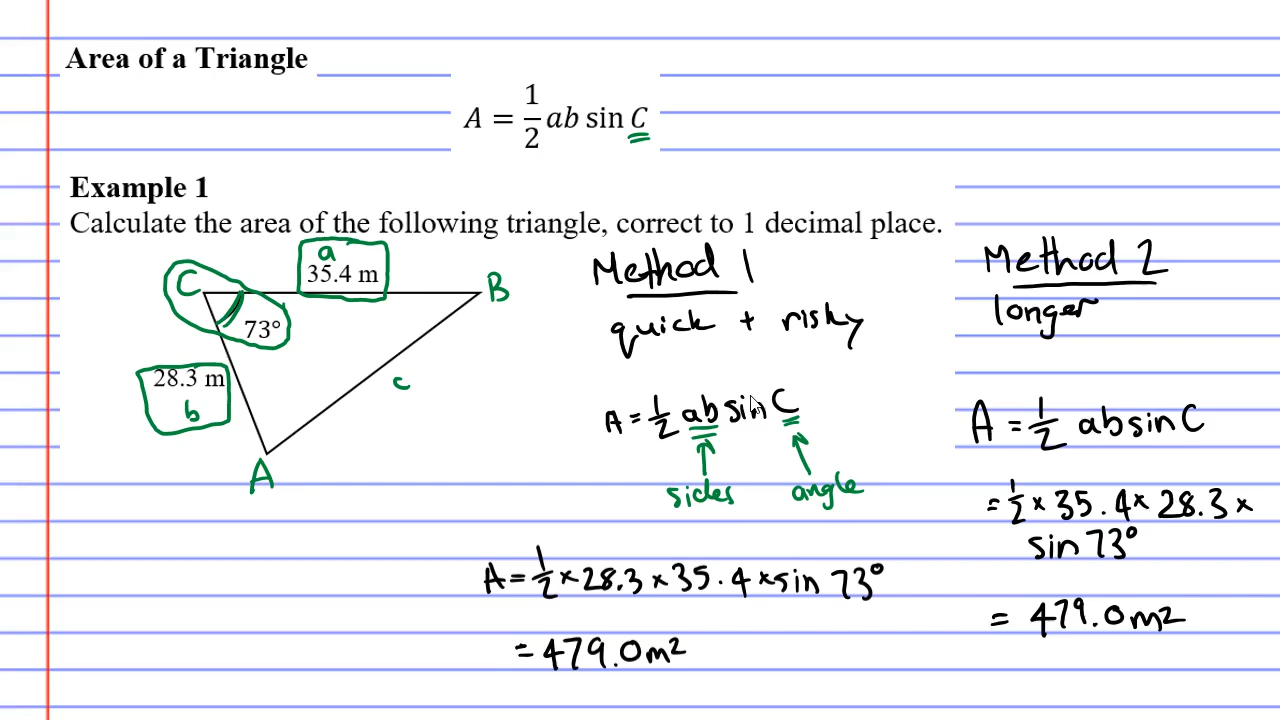 Area of a Triangle
A = 1/2 ab sin C
Example 1
Calculate the area of the following triangle, correct to 1 decimal place.
C
a
35.4 m
B
73°
28.3 m
b
c
A
Method 1
quick + risky
A = 1/2 ab sin C
sides
angle
A = 1/2 × 28.3 × 35.4 × sin 73°
= 479.0m²
Method 2
longer
A = 1/2 absinC
= 1/2 × 35.4 × 28.3 ×
sin 73°
= 479.0m²